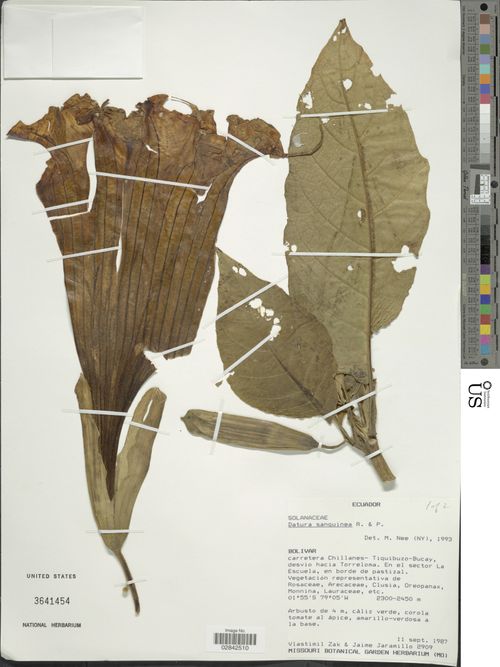 ECUADOR
1 of 2
SOLANACEAE
Datura sanguinea R. & P.
Det. M. Nee (NY), 1993
BOLIVAR
carretera Chillanes- Tiquibuzo-Bucay,
desvio hacia Torreloma. En el sector La
Escuela, en borde de pastizal.
Vegetación representativa de
Rosaceae, Arecaceae, Clusia, Oreopanax,
Monnina, Lauraceae, etc.
01°55'S 79°05'W 2300-2450 m
Arbusto de 4 m, cáliz verde, corola
tomate al ápice, amarillo-verdosa a
la base.
11 sept. 1987
Vlastimil Zak & Jaime Jaramillo 2909
MISSOURI BOTANICAL GARDEN HERBARIUM (MO)
UNITED STATES
3641454
NATIONAL HERBARIUM
Image No.
02842510
US